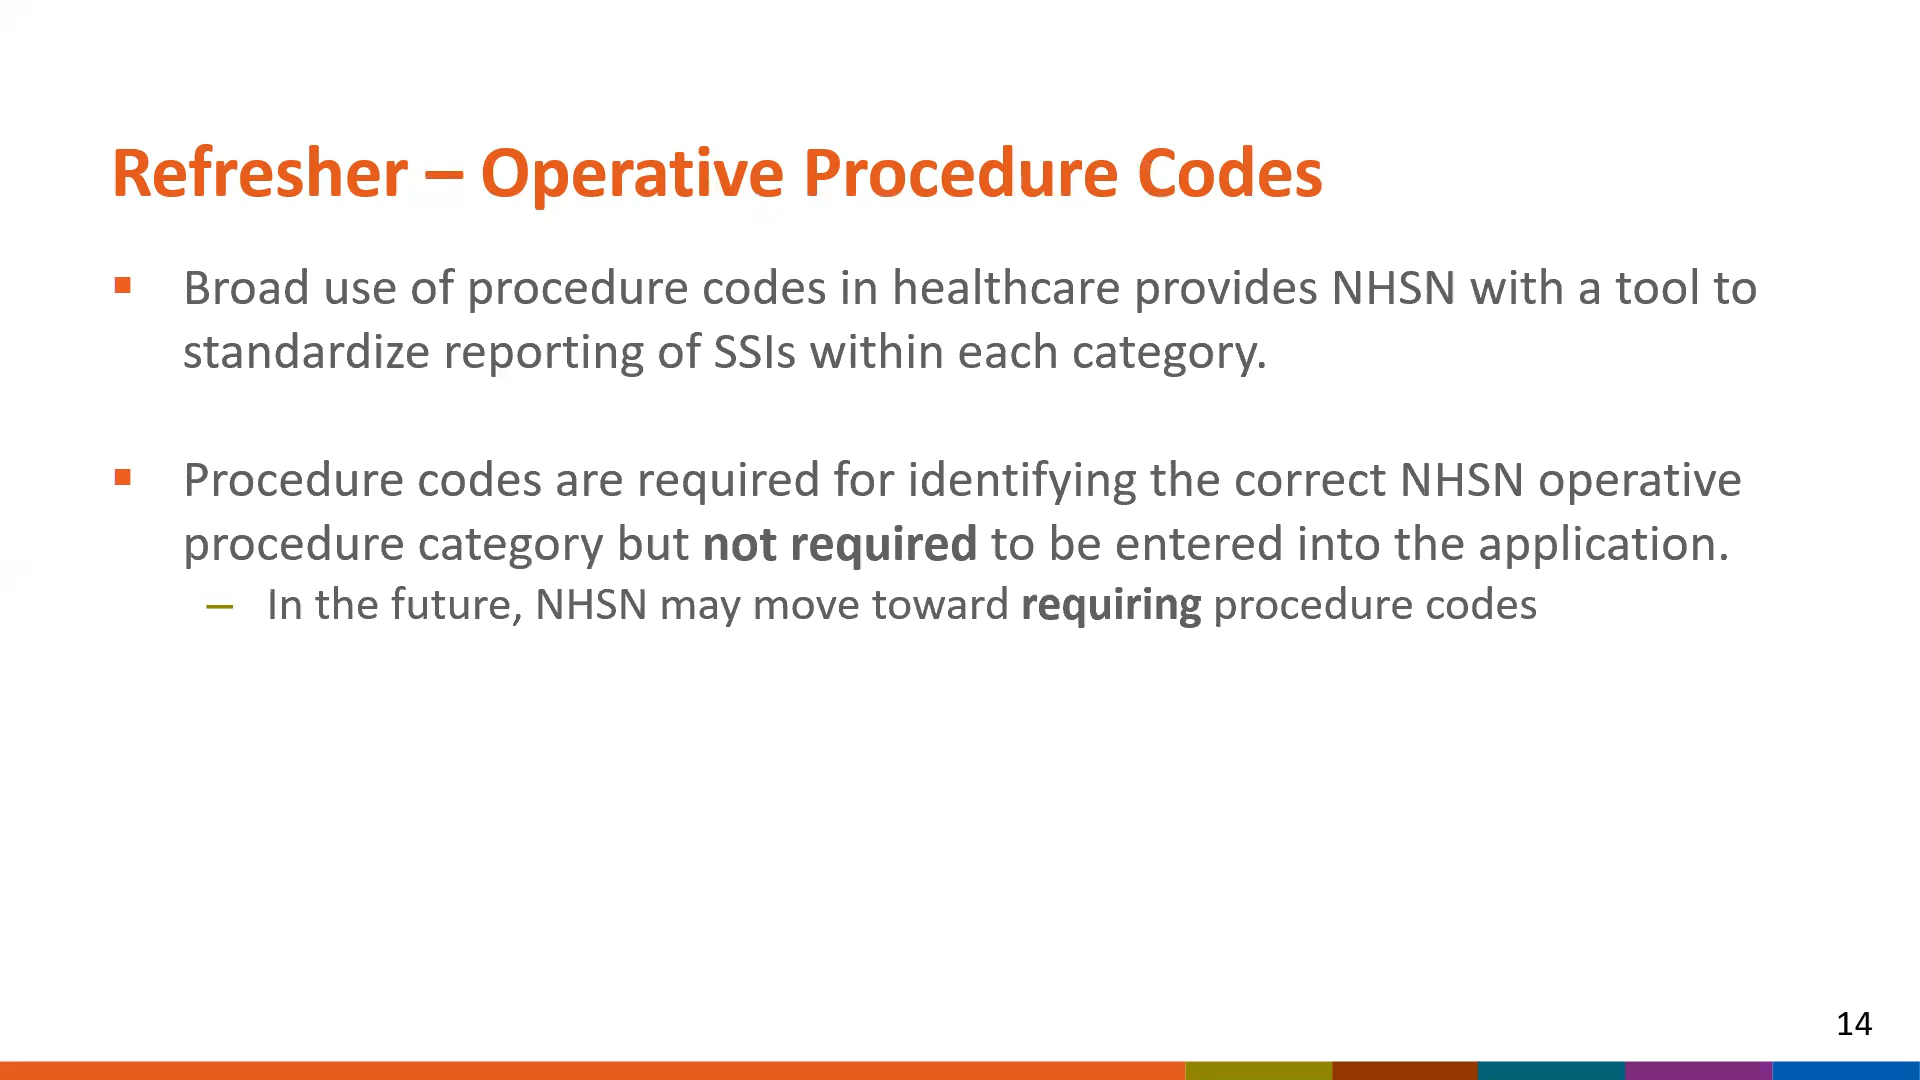 Refresher – Operative Procedure Codes
▪ Broad use of procedure codes in healthcare provides NHSN with a tool to
standardize reporting of SSIs within each category.
▪ Procedure codes are required for identifying the correct NHSN operative
procedure category but not required to be entered into the application.
– In the future, NHSN may move toward requiring procedure codes
14